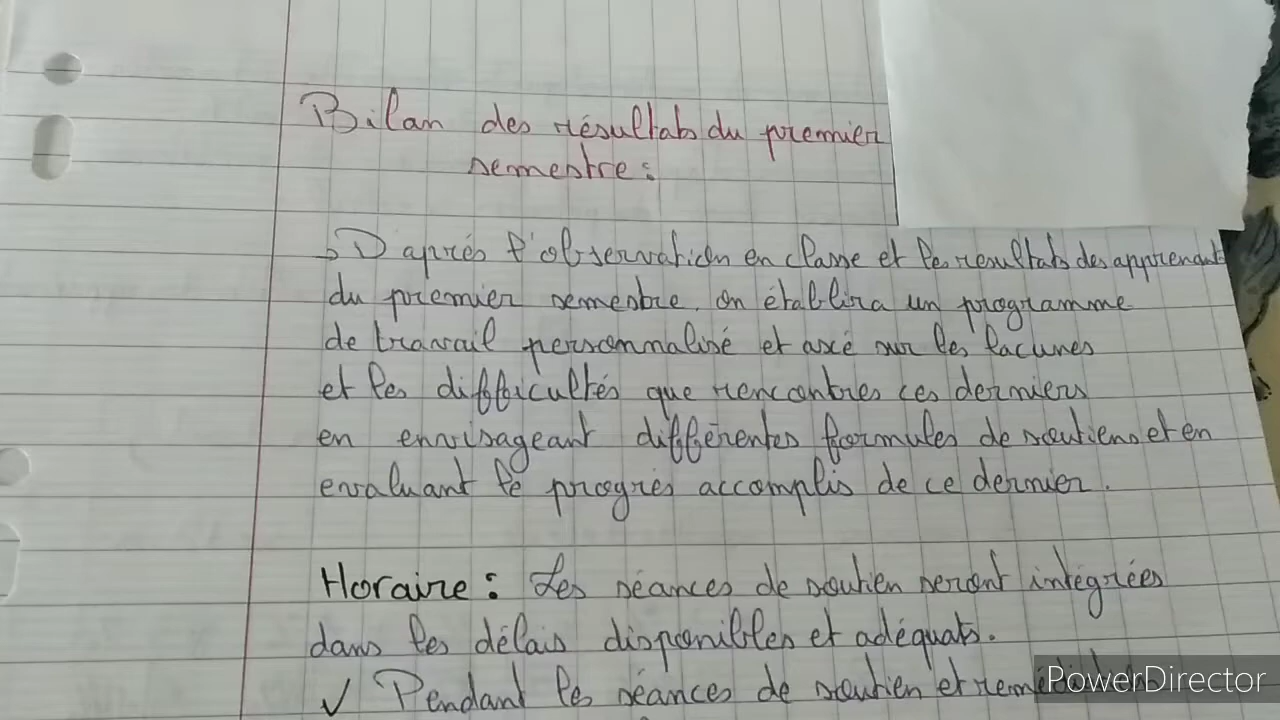 Bilan des résultats du premier
semestre :
→ D'après l'observation en classe et les resultats des apprenant
du premier semestre. on établira un programme
de travail personnalisé et axé sur les lacunes
et les difficultés que rencontres ces derniers
en envisageant différentes formules de soutiens et en
evaluant le progrès accomplis de ce dernier.
Horaire : Les séances de soutien seront intégrées
dans les délais disponibles et adéquats.
✓ Pendant les séances de soutien et
PowerDirector